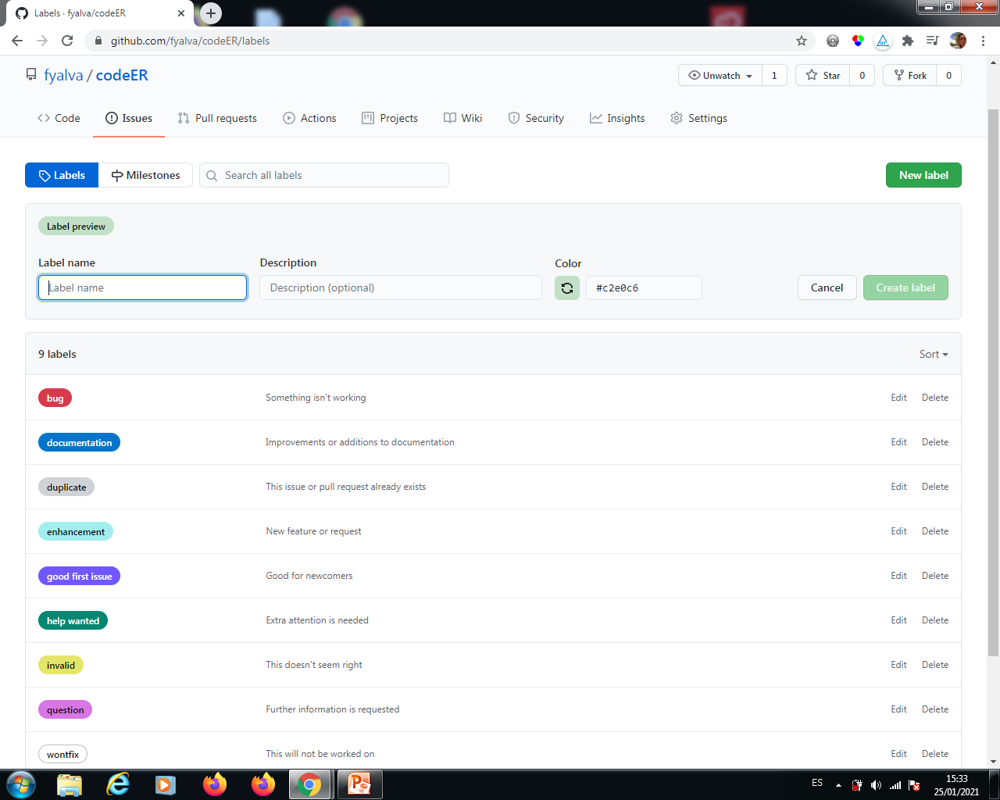 Labels · fyalva/codeER
github.com/fyalva/codeER/labels
fyalva / codeER
Unwatch 1 Star 0 Fork 0
Code Issues Pull requests Actions Projects Wiki Security Insights Settings
Labels Milestones Search all labels New label
Label preview
Label name Description Color
Label name Description (optional) #c2e0c6 Cancel Create label
9 labels Sort
bug Something isn't working Edit Delete
documentation Improvements or additions to documentation Edit Delete
duplicate This issue or pull request already exists Edit Delete
enhancement New feature or request Edit Delete
good first issue Good for newcomers Edit Delete
help wanted Extra attention is needed Edit Delete
invalid This doesn't seem right Edit Delete
question Further information is requested Edit Delete
wontfix This will not be worked on Edit Delete
ES 15:33
25/01/2021